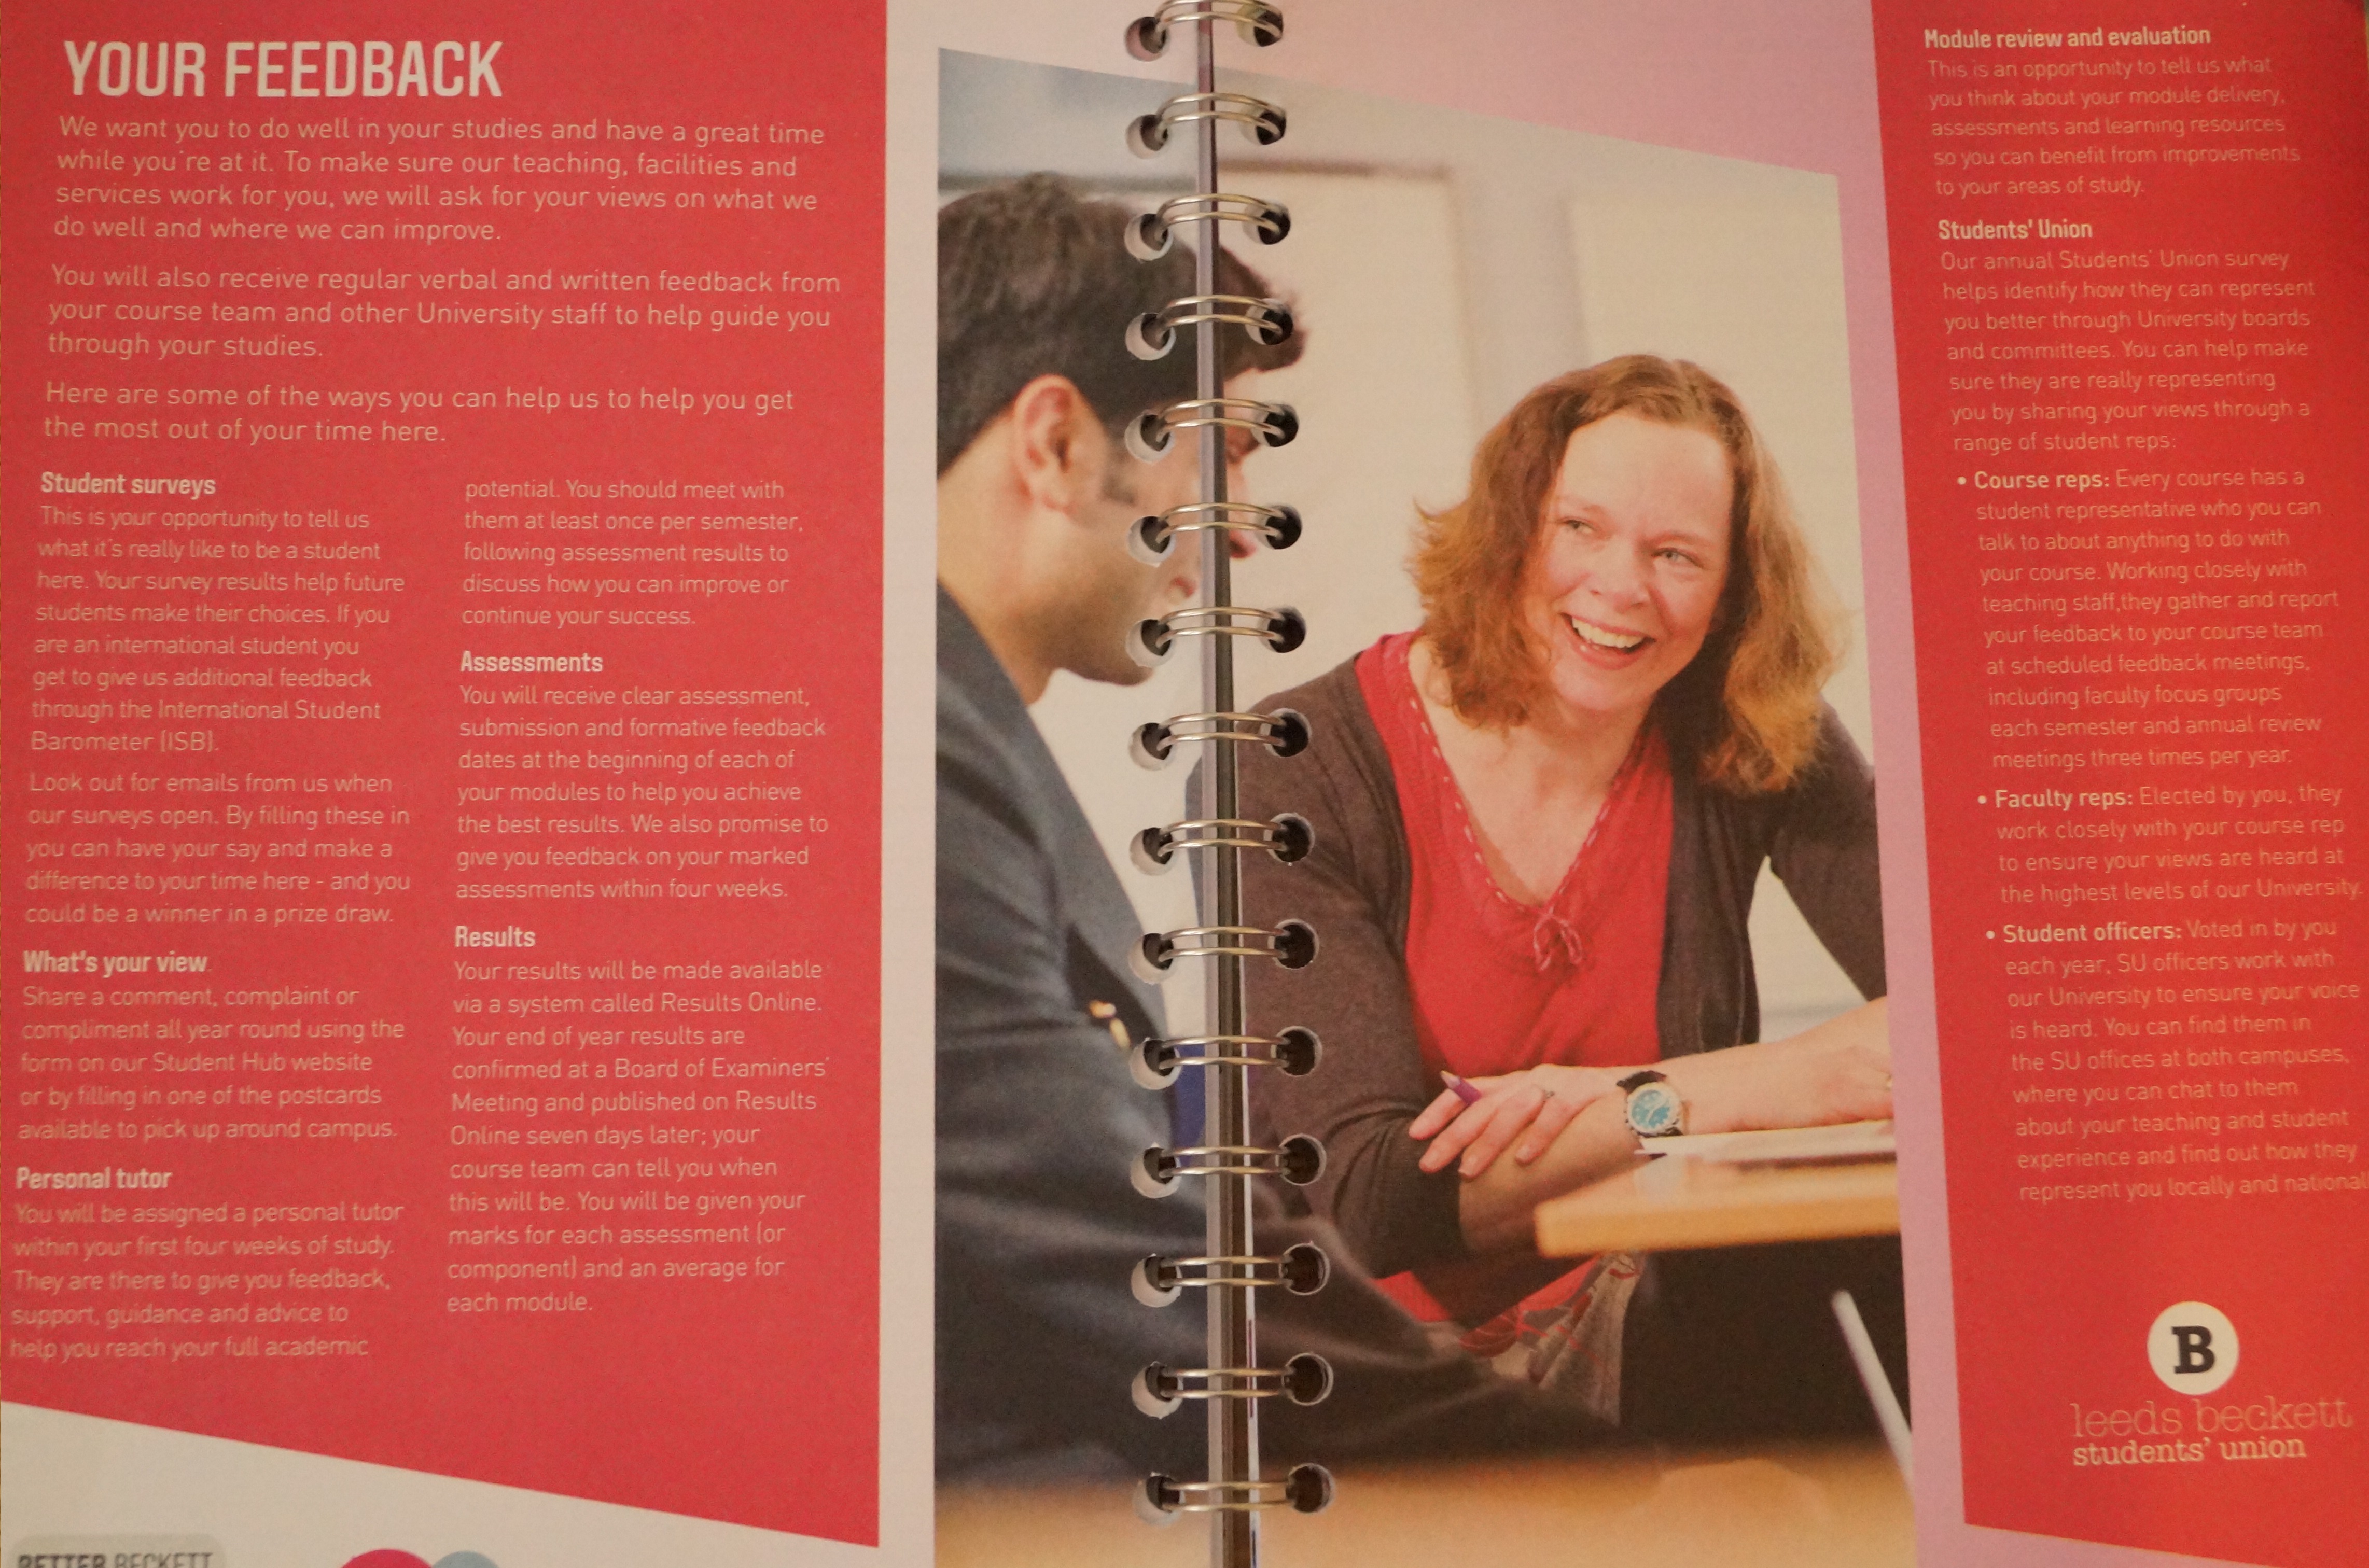 YOUR FEEDBACK
We want you to do well in your studies and have a great time
while you're at it. To make sure our teaching, facilities and
services work for you, we will ask for your views on what we
do well and where we can improve.
You will also receive regular verbal and written feedback from
your course team and other University staff to help guide you
through your studies.
Here are some of the ways you can help us to help you get
the most out of your time here.
Student surveys
This is your opportunity to tell us
what it's really like to be a student
here. Your survey results help future
students make their choices. If you
are an international student you
get to give us additional feedback
through the International Student
Barometer (ISB).
Look out for emails from us when
our surveys open. By filling these in
you can have your say and make a
difference to your time here - and you
could be a winner in a prize draw.
What's your view
Share a comment, complaint or
compliment all year round using the
form on our Student Hub website
or by filling in one of the postcards
available to pick up around campus.
Personal tutor
You will be assigned a personal tutor
within your first four weeks of study.
They are there to give you feedback,
support, guidance and advice to
help you reach your full academic
potential. You should meet with
them at least once per semester,
following assessment results to
discuss how you can improve or
continue your success.
Assessments
You will receive clear assessment,
submission and formative feedback
dates at the beginning of each of
your modules to help you achieve
the best results. We also promise to
give you feedback on your marked
assessments within four weeks.
Results
Your results will be made available
via a system called Results Online.
Your end of year results are
confirmed at a Board of Examiners'
Meeting and published on Results
Online seven days later; your
course team can tell you when
this will be. You will be given your
marks for each assessment (or
component) and an average for
each module.
BETTER BECKETT
Module review and evaluation
This is an opportunity to tell us what
you think about your module delivery,
assessments and learning resources
so you can benefit from improvements
to your areas of study.
Students' Union
Our annual Students' Union survey
helps identify how they can represent
you better through University boards
and committees. You can help make
sure they are really representing
you by sharing your views through a
range of student reps:
• Course reps: Every course has a
student representative who you can
talk to about anything to do with
your course. Working closely with
teaching staff,they gather and report
your feedback to your course team
at scheduled feedback meetings,
including faculty focus groups
each semester and annual review
meetings three times per year.
• Faculty reps: Elected by you, they
work closely with your course rep
to ensure your views are heard at
the highest levels of our University.
• Student officers: Voted in by you
each year, SU officers work with
our University to ensure your voice
is heard. You can find them in
the SU offices at both campuses,
where you can chat to them
about your teaching and student
experience and find out how they
represent you locally and national
B
leeds beckett
students' union